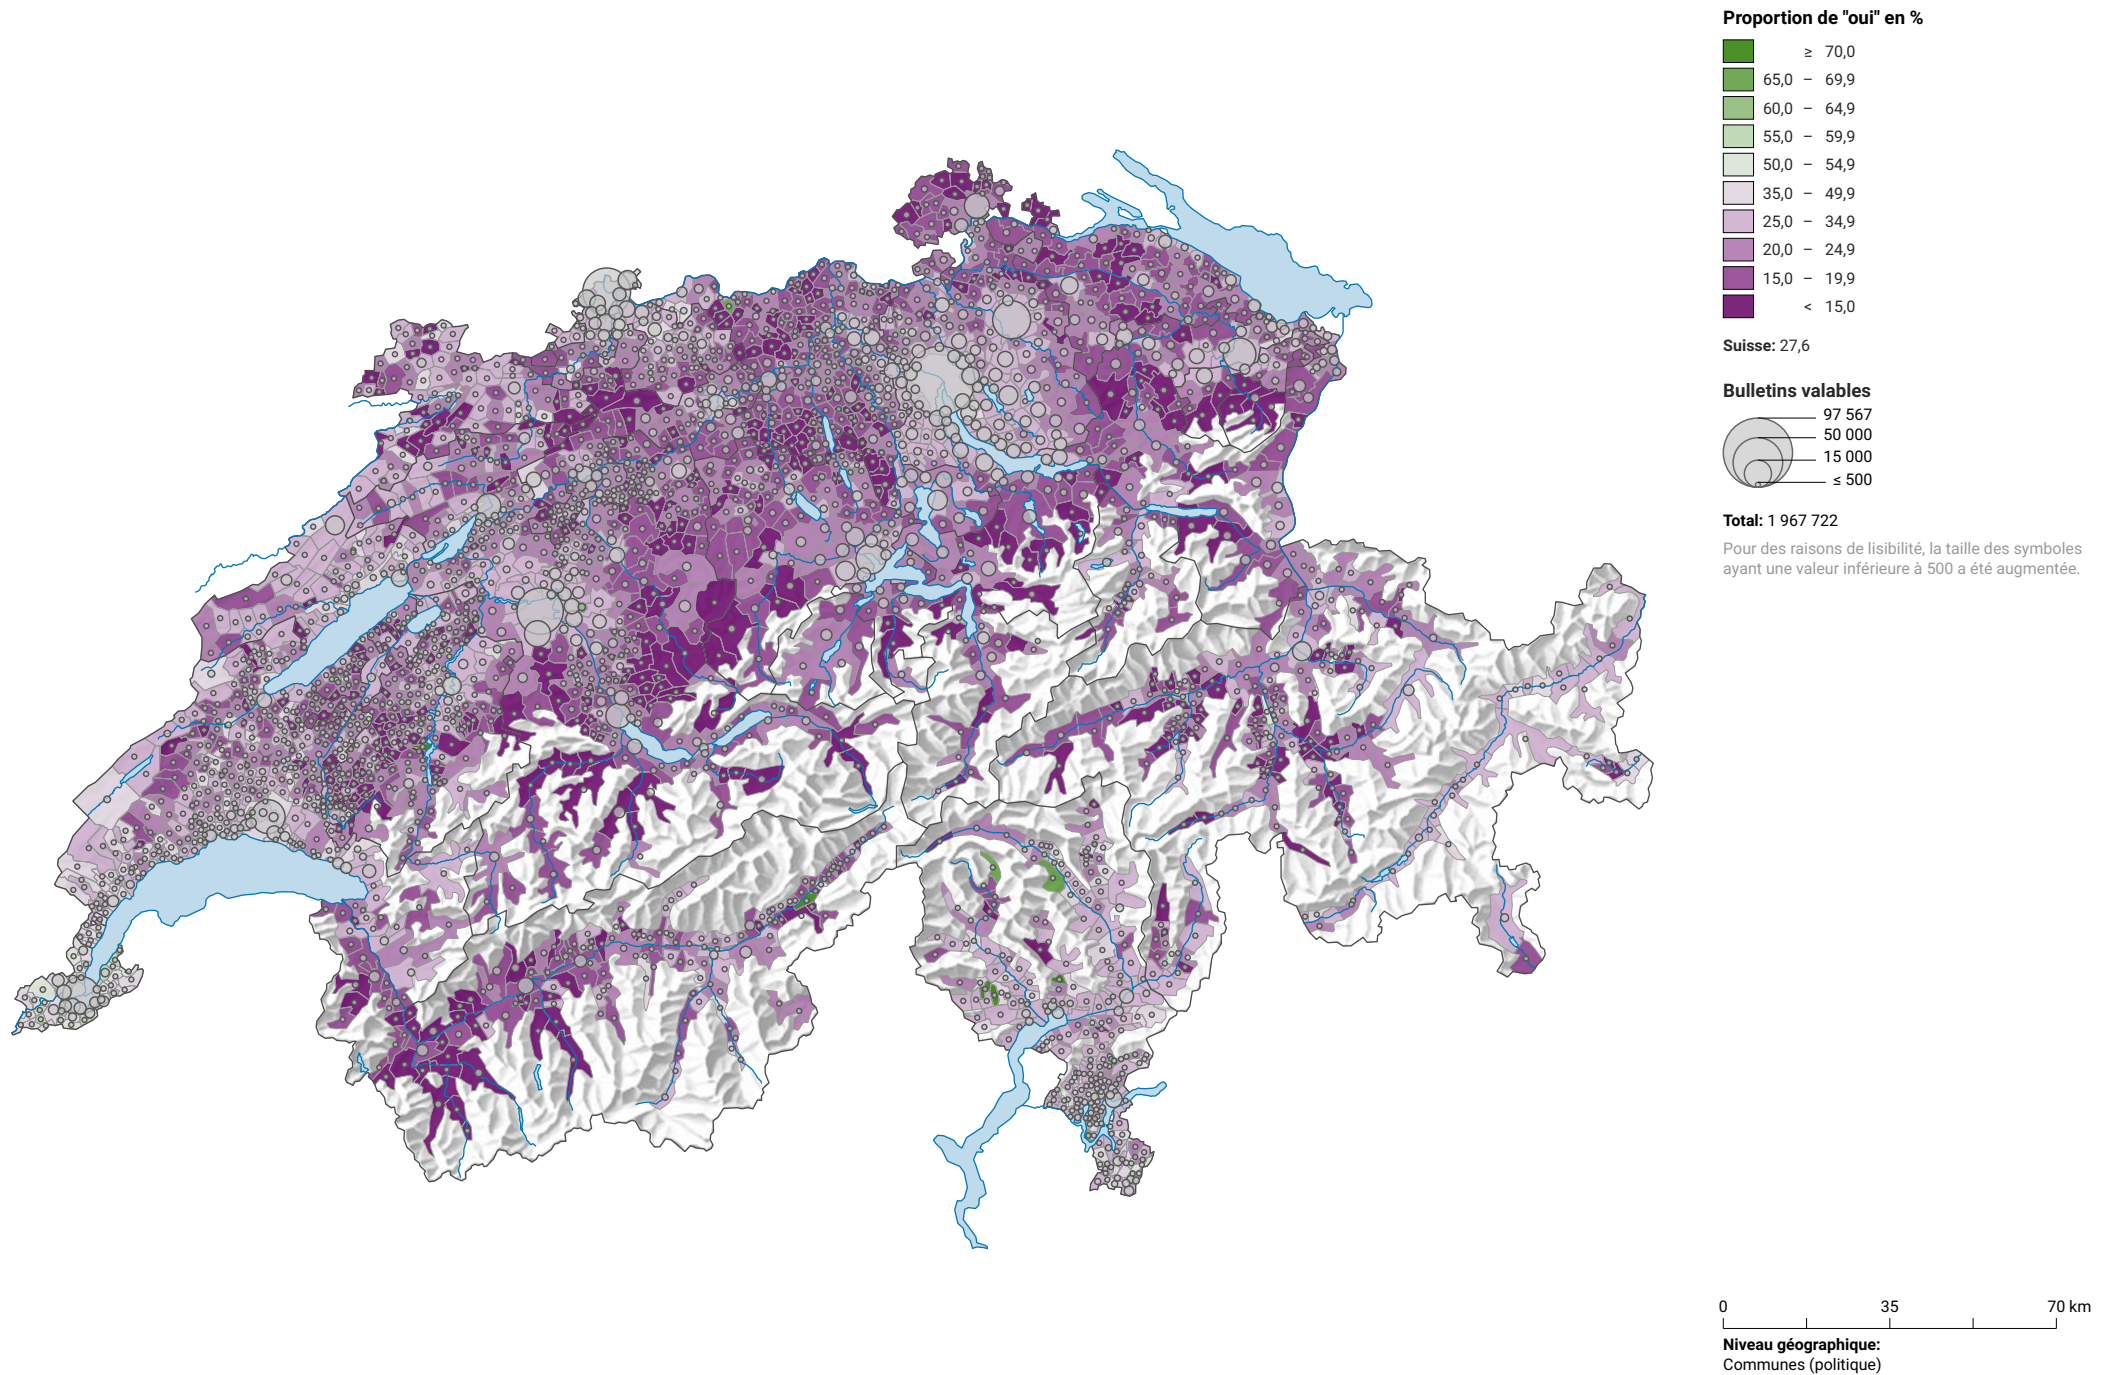 Proportion de "oui" en %
≥ 70,0
65,0 – 69,9
60,0 – 64,9
55,0 – 59,9
50,0 – 54,9
35,0 – 49,9
25,0 – 34,9
20,0 – 24,9
15,0 – 19,9
< 15,0
Suisse: 27,6
Bulletins valables
97 567
50 000
15 000
≤ 500
Total: 1 967 722
Pour des raisons de lisibilité, la taille des symboles
ayant une valeur inférieure à 500 a été augmentée.
0 35 70 km
Niveau géographique:
Communes (politique)